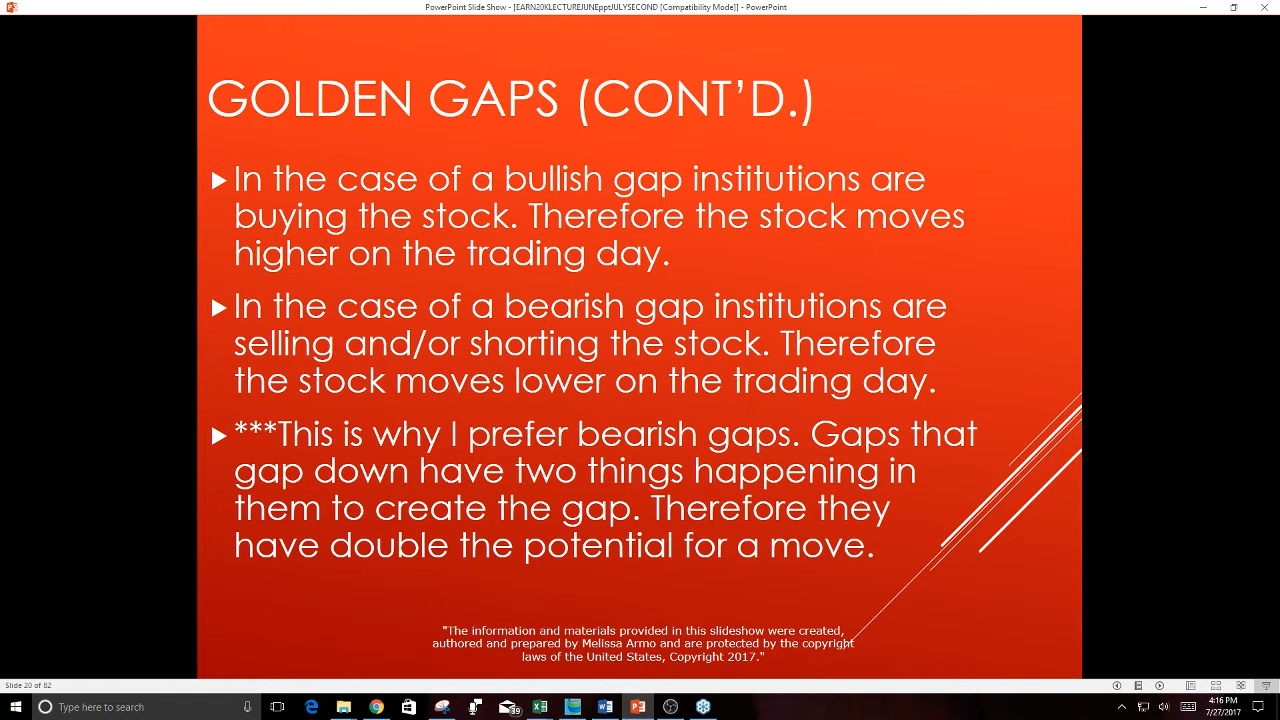 PowerPoint Slide Show - [EARN20KLECTUREJUNEpptJULYSECOND [Compatibility Mode]] - PowerPoint
GOLDEN GAPS (CONT’D.)
In the case of a bullish gap institutions are
buying the stock. Therefore the stock moves
higher on the trading day.
In the case of a bearish gap institutions are
selling and/or shorting the stock. Therefore
the stock moves lower on the trading day.
***This is why I prefer bearish gaps. Gaps that
gap down have two things happening in
them to create the gap. Therefore they
have double the potential for a move.
"The information and materials provided in this slideshow were created,
authored and prepared by Melissa Armo and are protected by the copyright
laws of the United States, Copyright 2017."
Slide 20 of 82
Type here to search
4:16 PM
7/27/2017